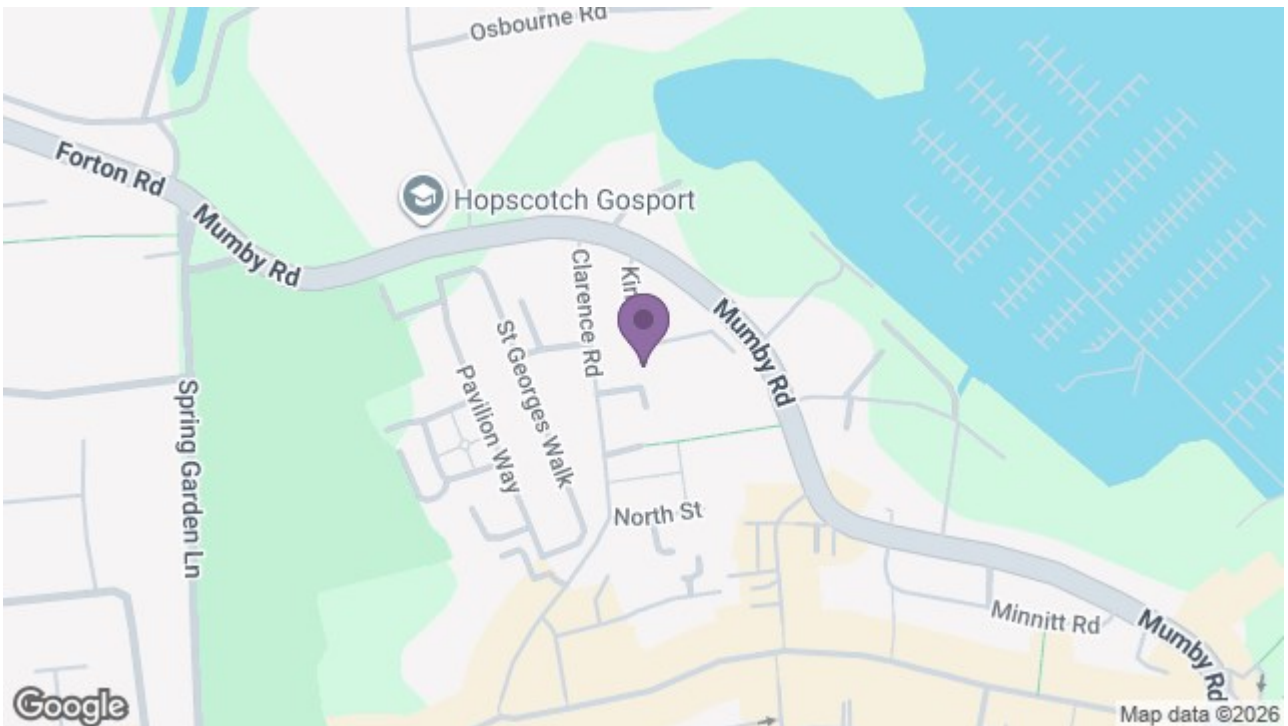 Osbourne Rd
Forton Rd
Hopscotch Gosport
Mumby Rd
Clarence Rd
St Georges Walk
Mumby Rd
Pavilion Way
Spring Garden Ln
North St
Minnitt Rd
Mumby Rd
Google
Map data ©2026